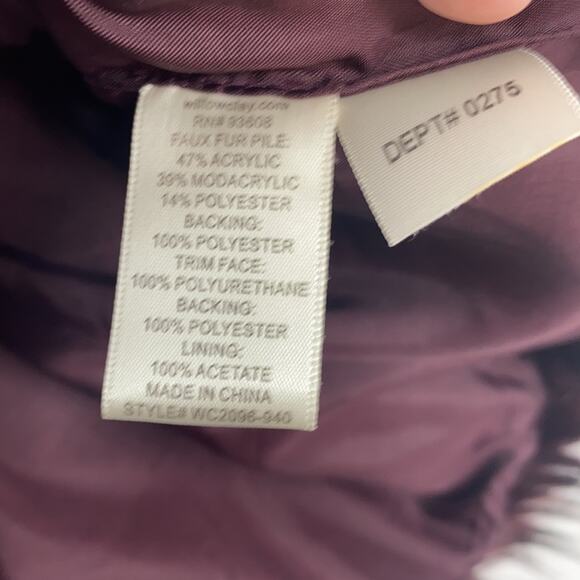 willowclay.com
RN# 93608
FAUX FUR PILE:
47% ACRYLIC
39% MODACRYLIC
14% POLYESTER
BACKING:
100% POLYESTER
TRIM FACE:
100% POLYURETHANE
BACKING:
100% POLYESTER
LINING:
100% ACETATE
MADE IN CHINA
STYLE# WC2096-940
DEPT# 0275